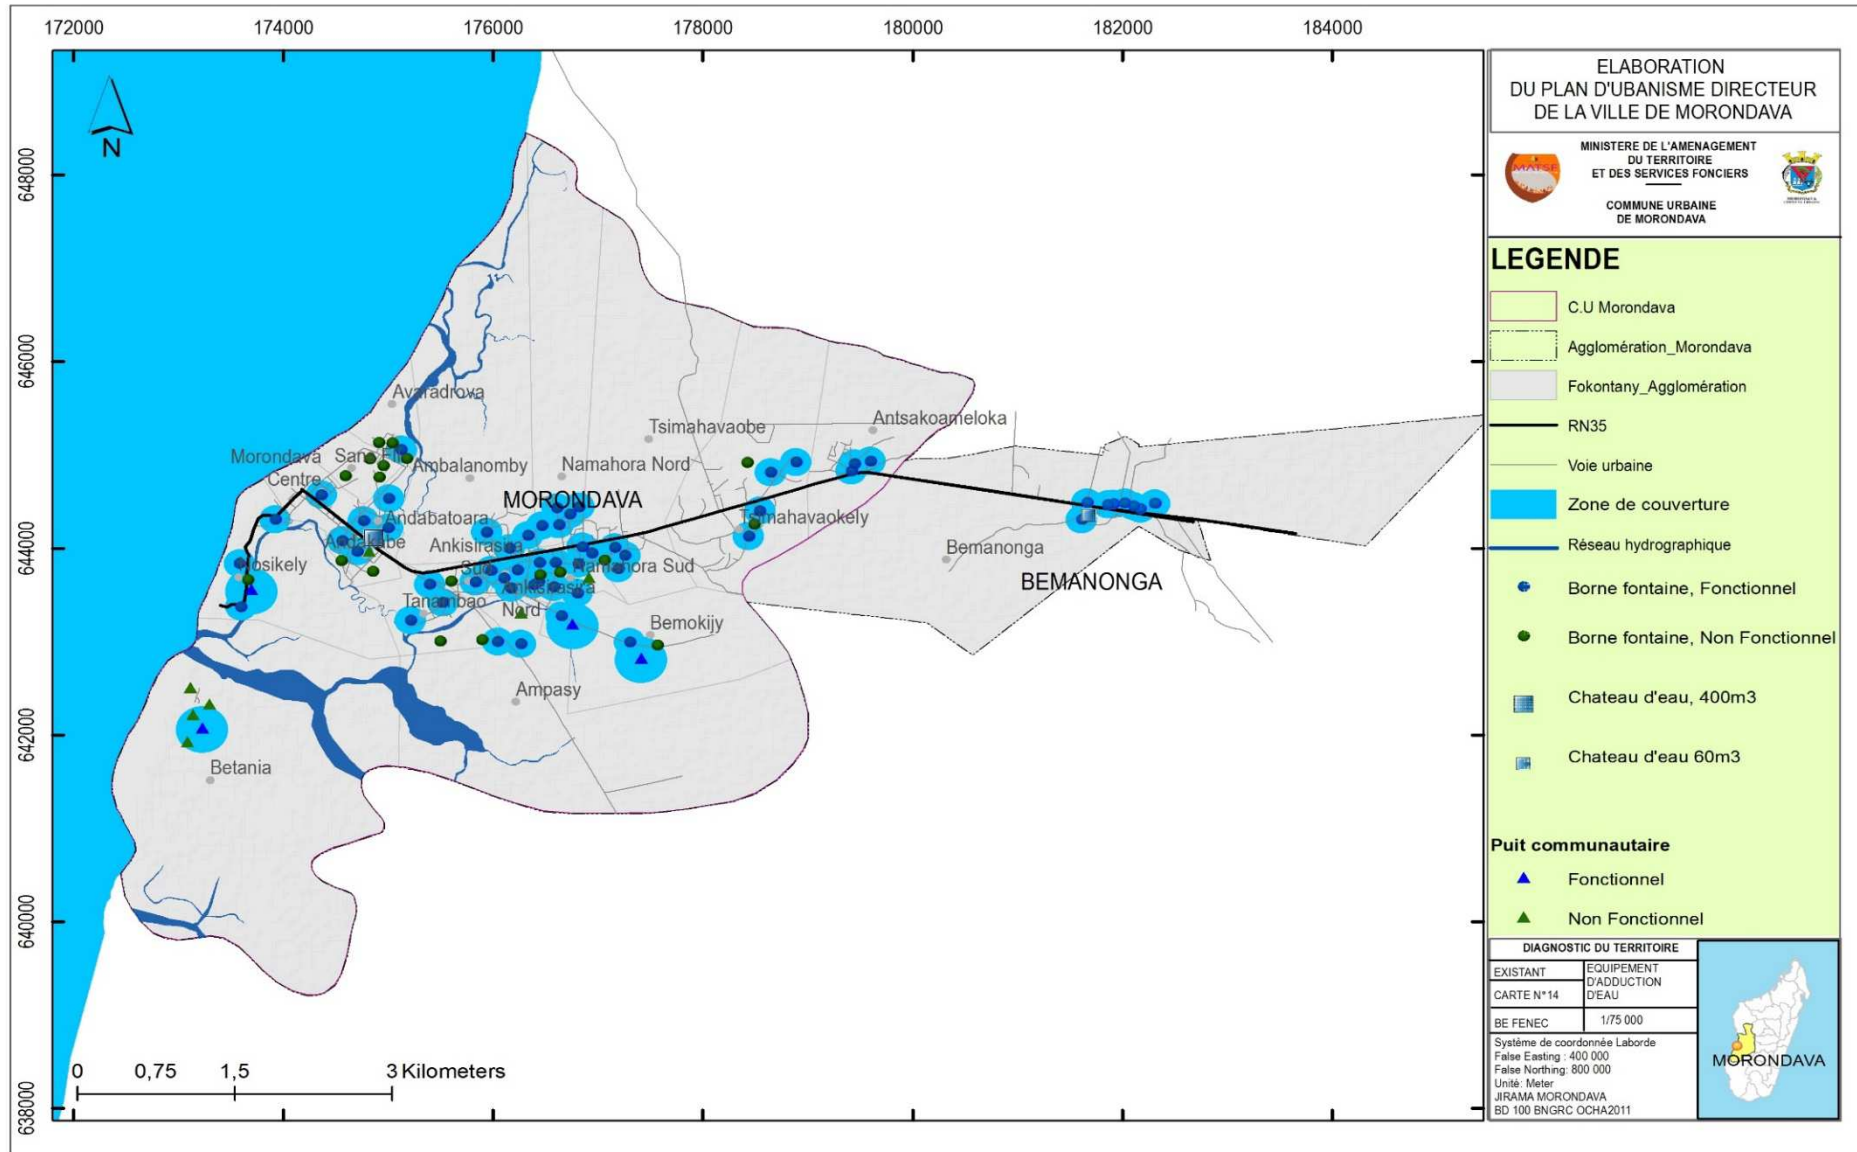 172000 174000 176000 178000 180000 182000 184000
648000
646000
644000
642000
640000
638000
N
Avaradrova
Tsimahavaobe
Antsakoameloka
Morondava
Centre
Ambalanomby
Namahora Nord
MORONDAVA
Andabatoara
Tsimahavaokely
Andakabe
Ankisirasira
Sud
Namahora Sud
Bemanonga
BEMANONGA
Nosikely
Tanambao
Ankisirasira
Nord
Bemokijy
Ampasy
Betania
0 0,75 1,5 3 Kilometers
ELABORATION
DU PLAN D'UBANISME DIRECTEUR
DE LA VILLE DE MORONDAVA
MATSF
MINISTERE DE L'AMENAGEMENT
DU TERRITOIRE
ET DES SERVICES FONCIERS
COMMUNE URBAINE
DE MORONDAVA
LEGENDE
C.U Morondava
Agglomération_Morondava
Fokontany_Agglomération
RN35
Voie urbaine
Zone de couverture
Réseau hydrographique
Borne fontaine, Fonctionnel
Borne fontaine, Non Fonctionnel
Chateau d'eau, 400m3
Chateau d'eau 60m3
Puit communautaire
Fonctionnel
Non Fonctionnel
DIAGNOSTIC DU TERRITOIRE
EXISTANT
EQUIPEMENT
D'ADDUCTION
D'EAU
CARTE N°14
BE FENEC
1/75 000
Système de coordonnée Laborde
False Easting : 400 000
False Northing: 800 000
Unité: Meter
JIRAMA MORONDAVA
BD 100 BNGRC OCHA2011
MORONDAVA